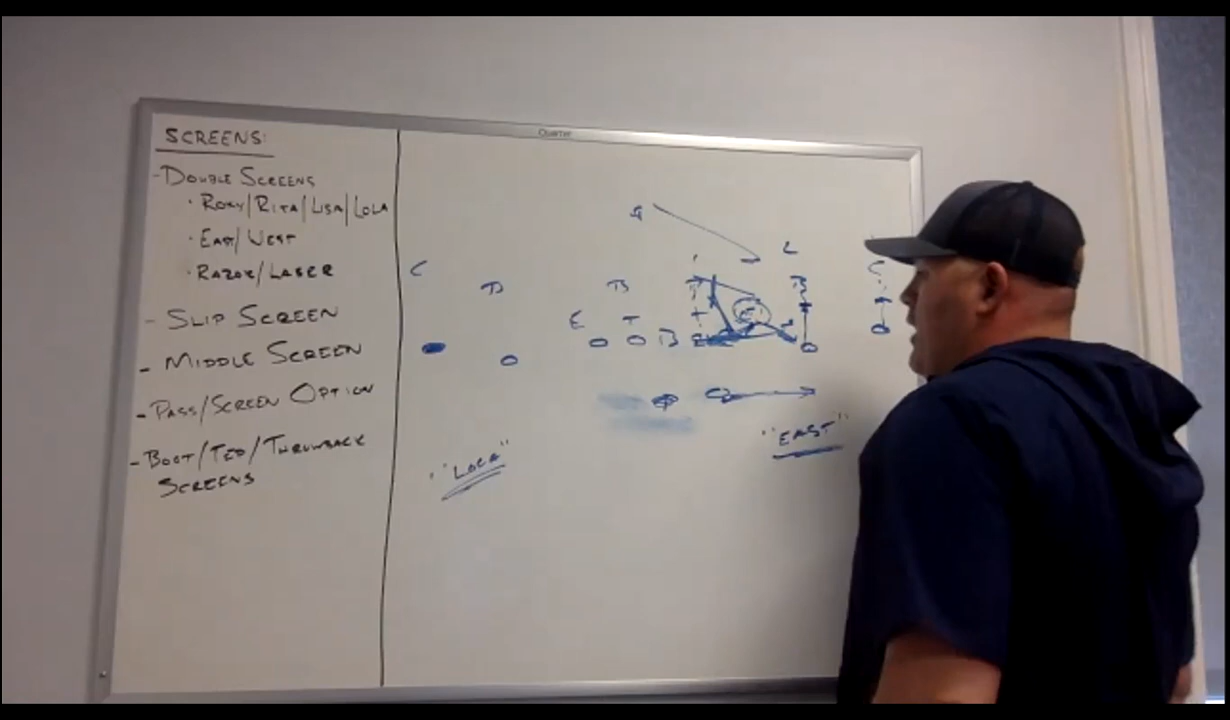 Quartet
SCREENS:
- DOUBLE SCREENS
· ROXY/RITA/LISA/LOLA
· EAST/WEST
· RAZOR/LASER
- SLIP SCREEN
- MIDDLE SCREEN
- PASS/SCREEN OPTION
- BOOT/TED/THROWBACK
SCREENS
C
E T B
"LOLA"
"EAST"